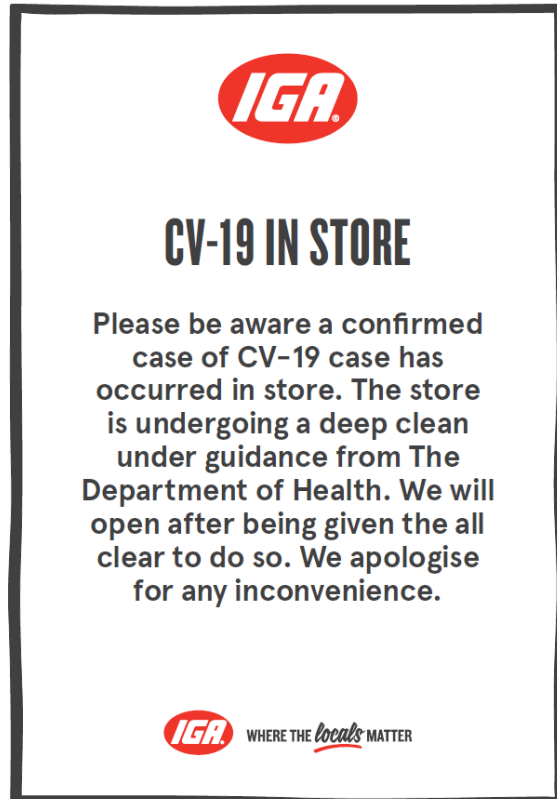 IGA®
CV-19 IN STORE
Please be aware a confirmed
case of CV-19 case has
occurred in store. The store
is undergoing a deep clean
under guidance from The
Department of Health. We will
open after being given the all
clear to do so. We apologise
for any inconvenience.
IGA WHERE THE locals MATTER